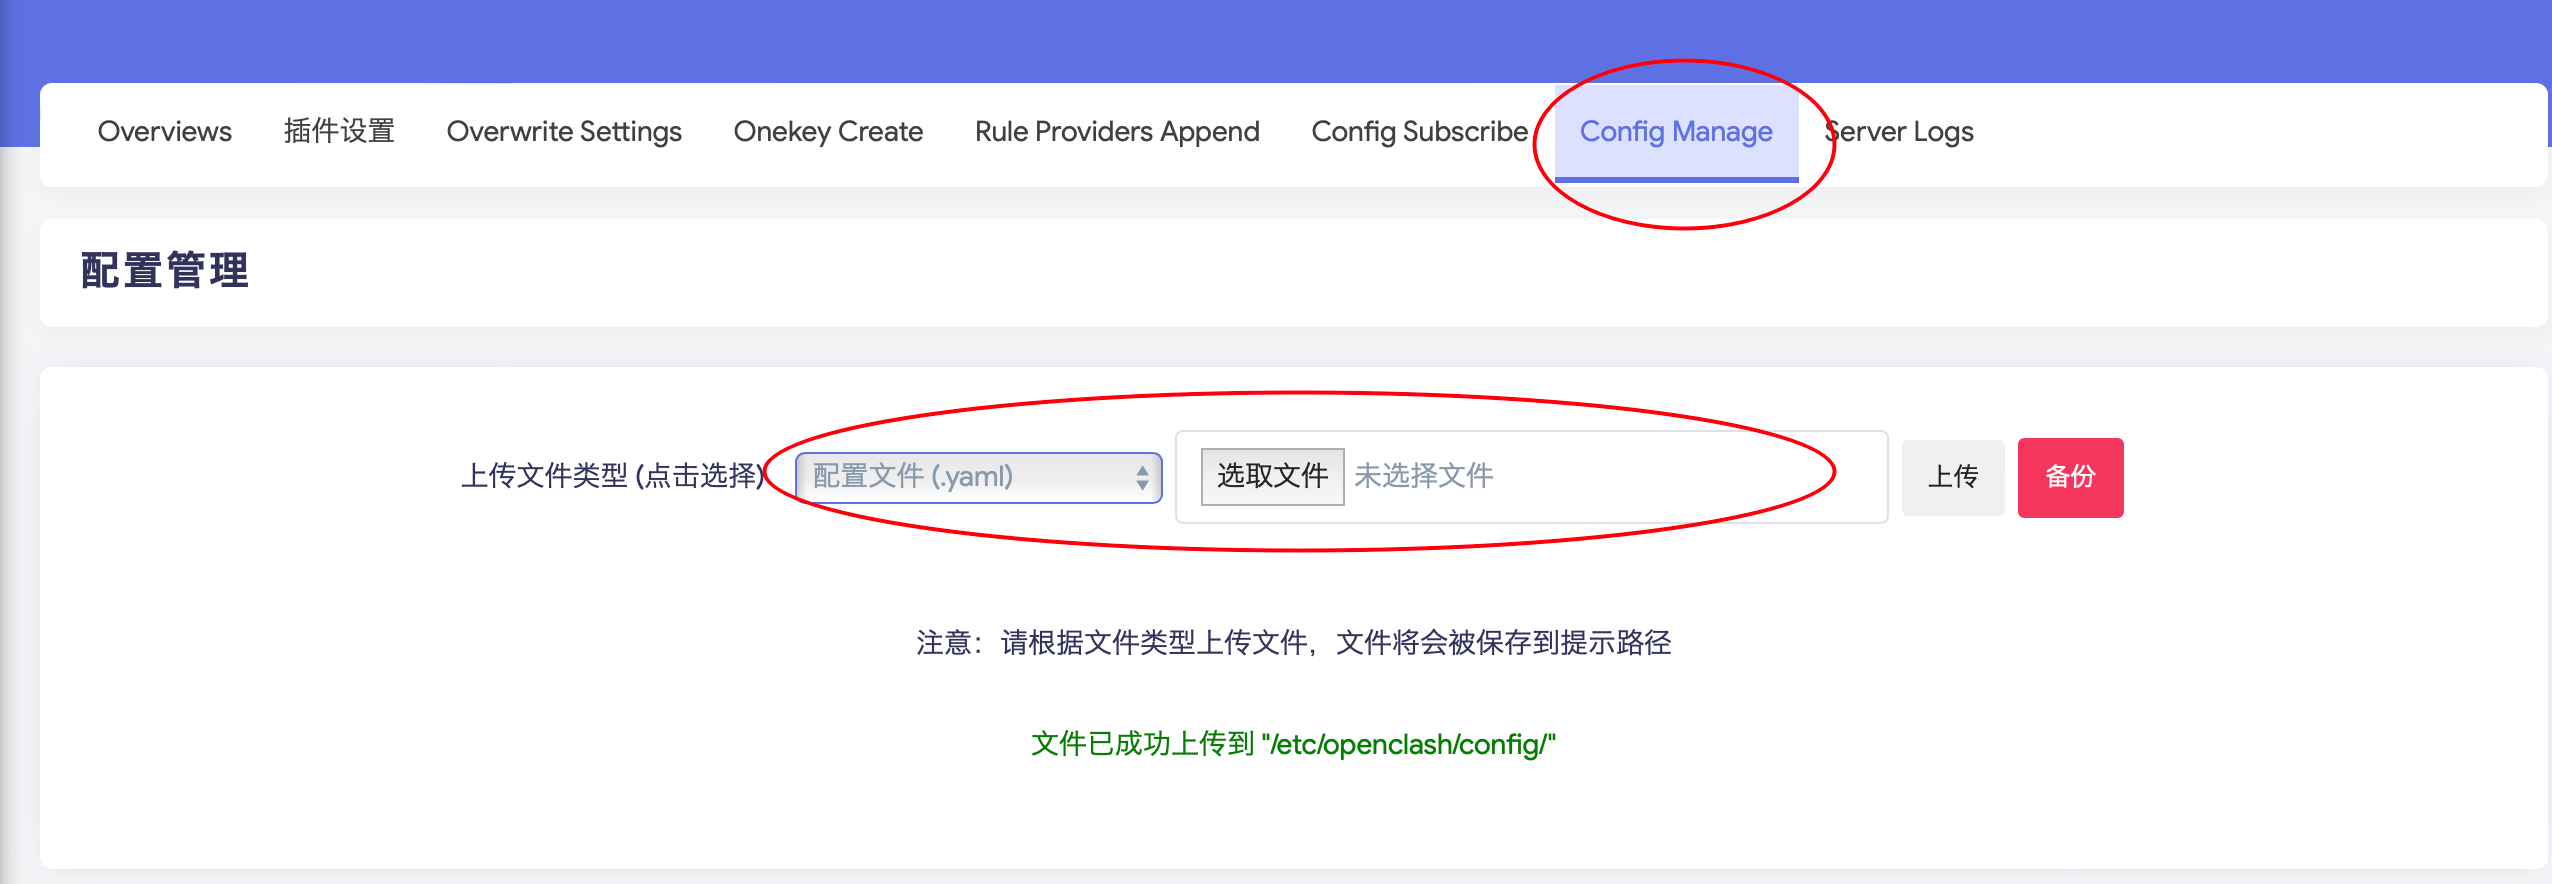 Overviews 插件设置 Overwrite Settings Onekey Create Rule Providers Append Config Subscribe Config Manage Server Logs
配置管理
上传文件类型 (点击选择) 配置文件 (.yaml) 选取文件 未选择文件 上传 备份
注意：请根据文件类型上传文件，文件将会被保存到提示路径
文件已成功上传到 "/etc/openclash/config/"